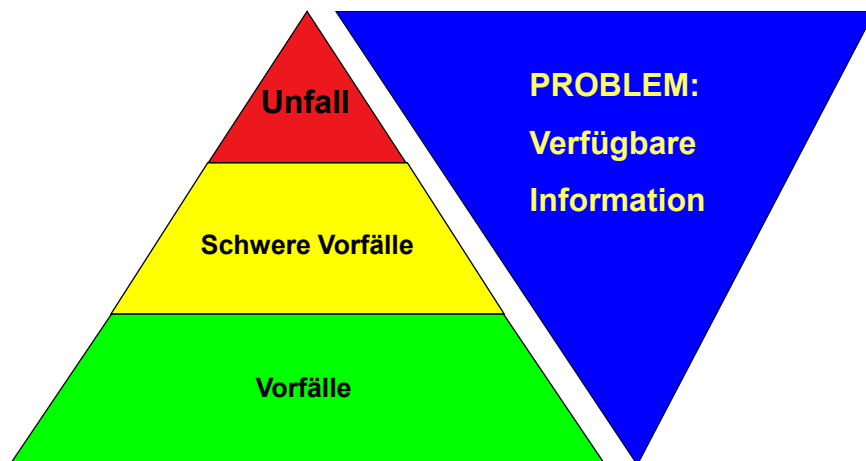 Unfall
Schwere Vorfälle
Vorfälle
PROBLEM:
Verfügbare
Information